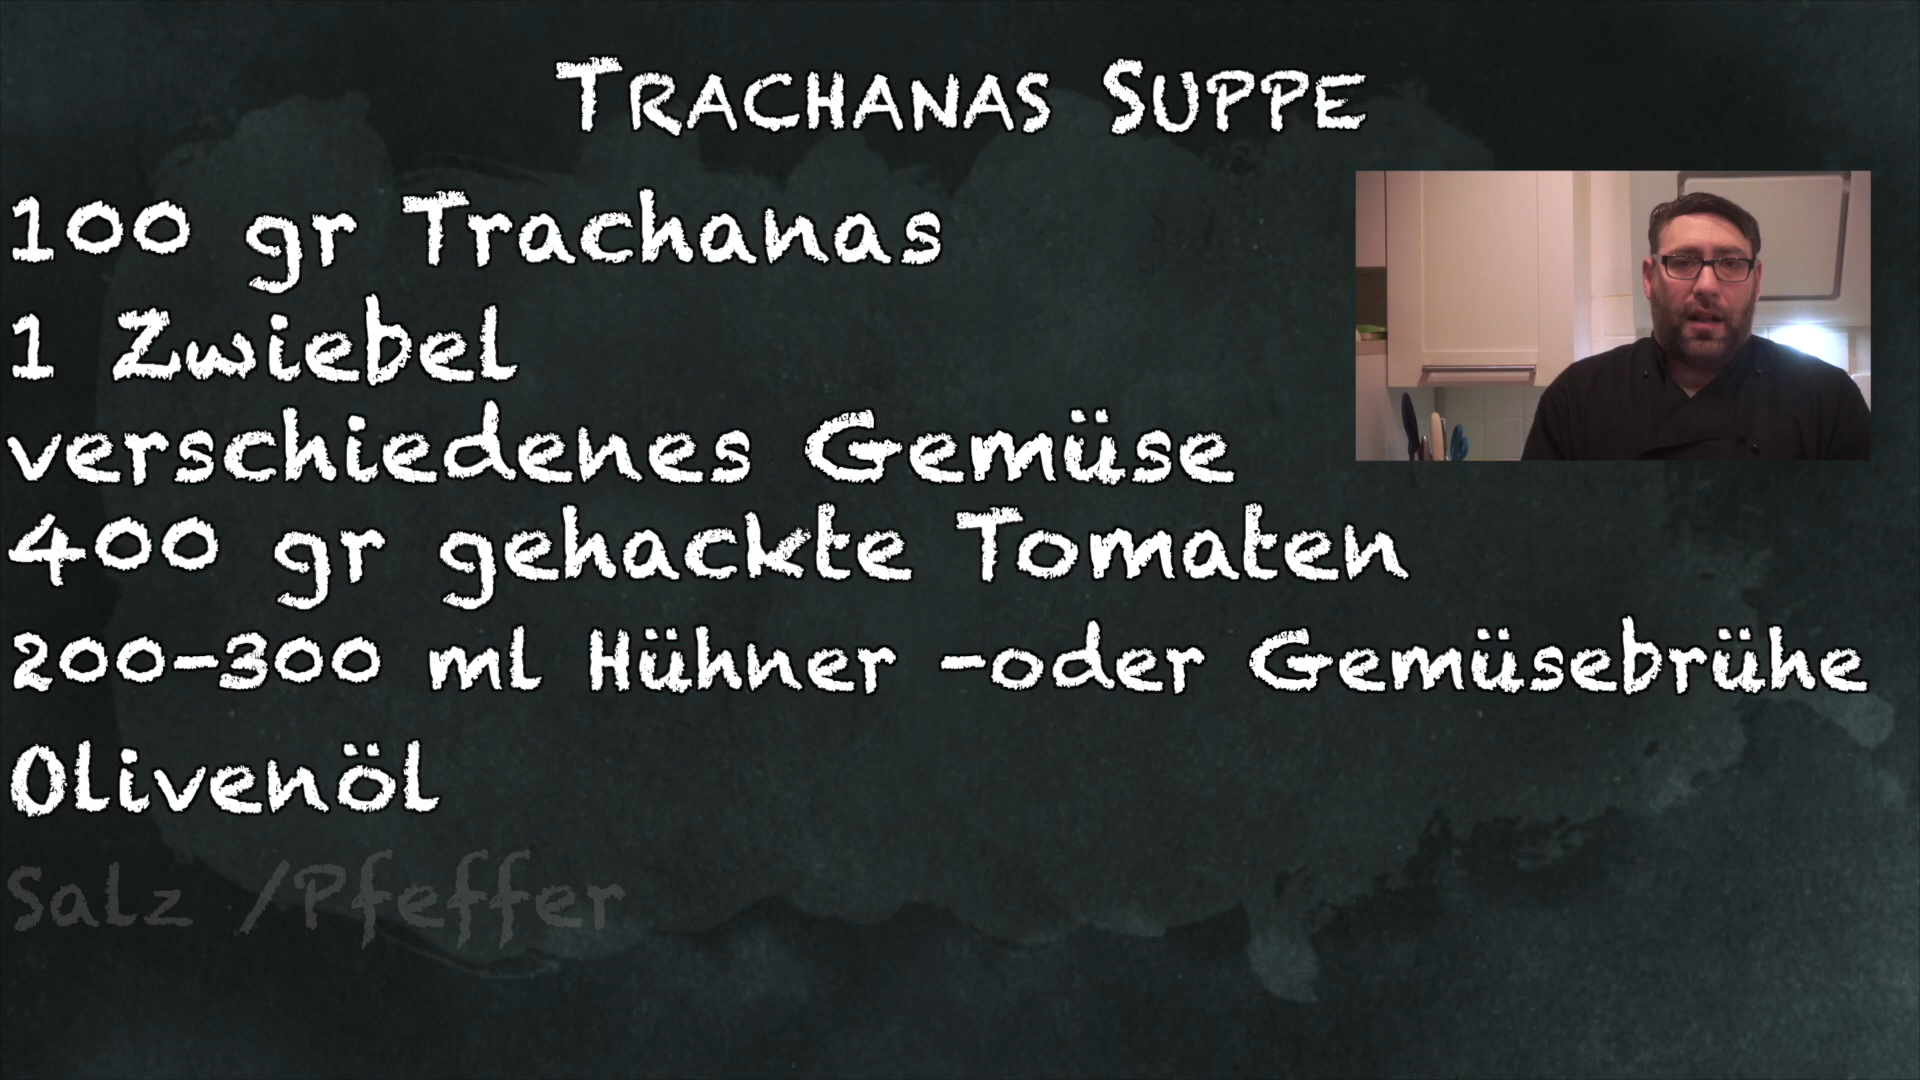 Trachanas Suppe
100 gr Trachanas
1 Zwiebel
verschiedenes Gemüse
400 gr gehackte Tomaten
200-300 ml Hühner -oder Gemüsebrühe
Olivenöl
Salz /Pfeffer